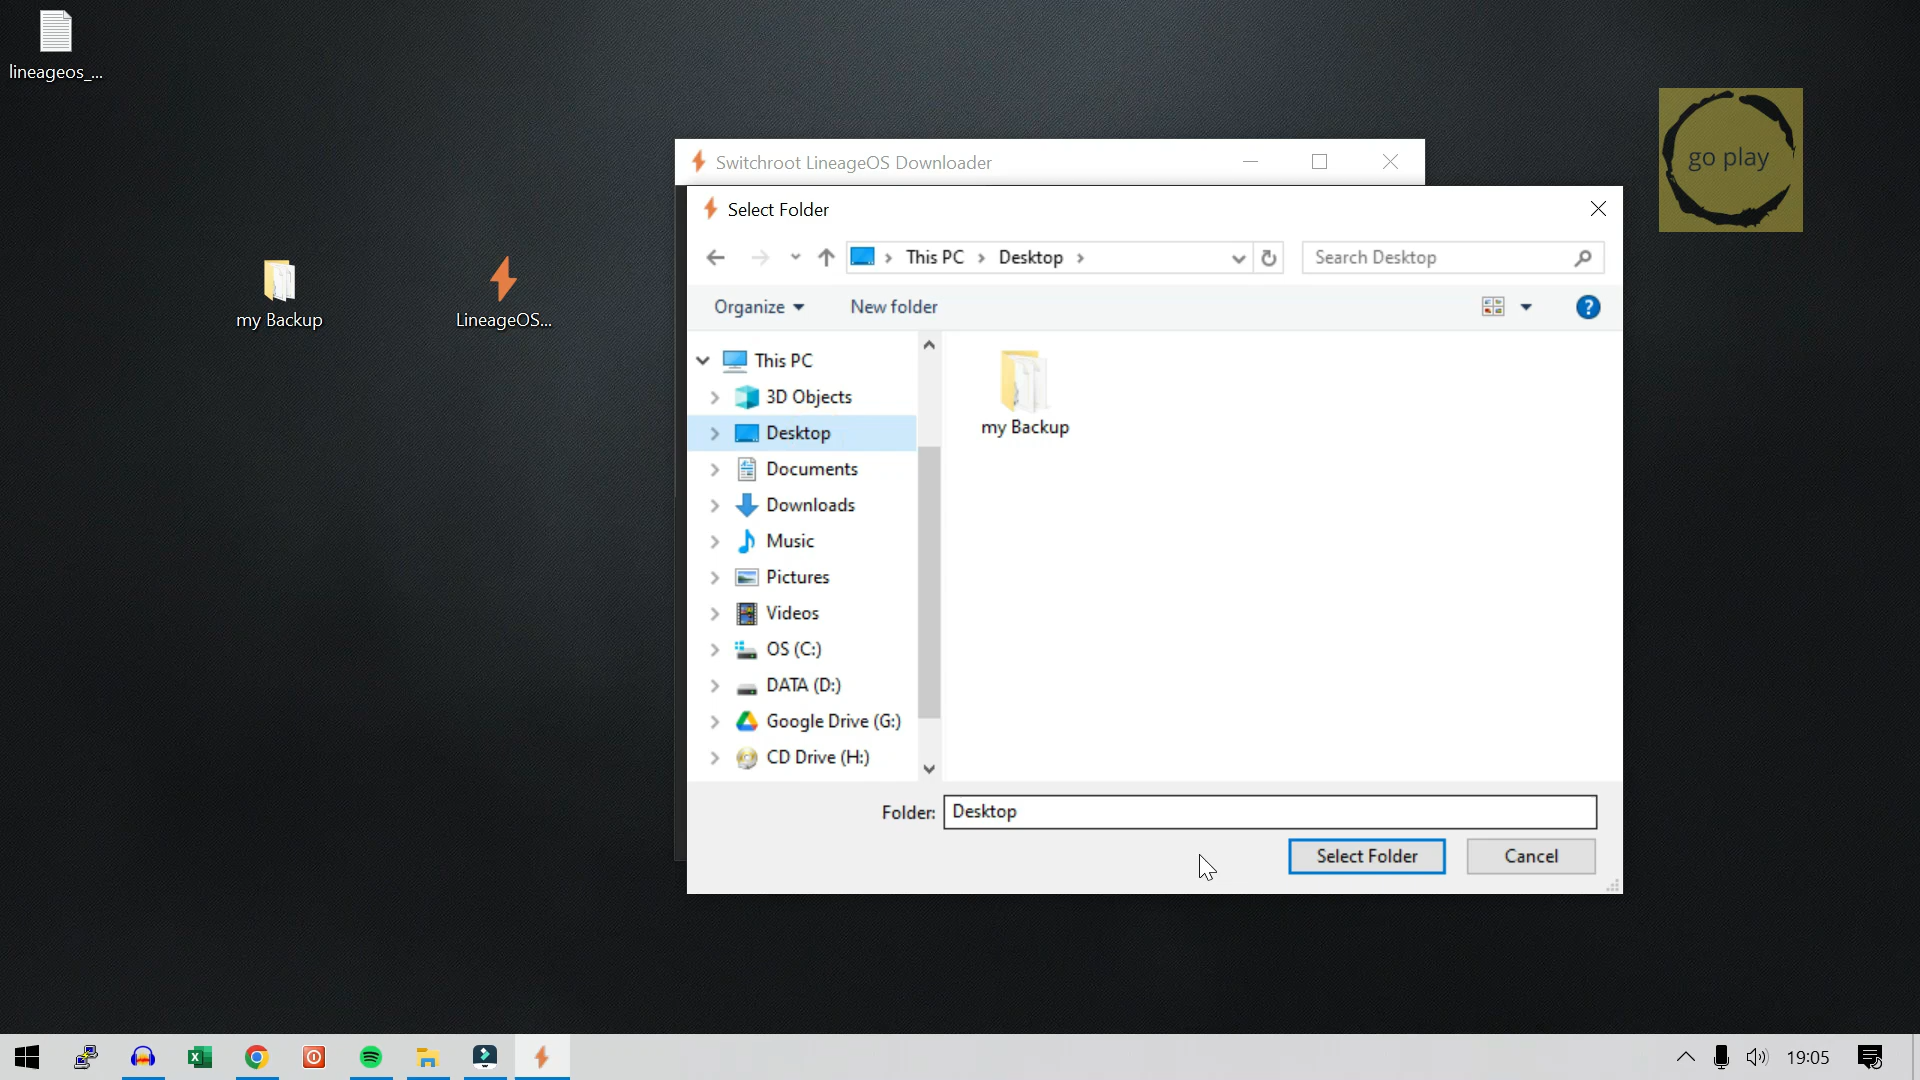 lineageos_...
my Backup
LineageOS...
go play
Switchroot LineageOS Downloader
Select Folder
This PC
Desktop
Search Desktop
Organize
New folder
?
This PC
3D Objects
Desktop
Documents
Downloads
Music
Pictures
Videos
OS (C:)
DATA (D:)
Google Drive (G:)
CD Drive (H:)
my Backup
Folder:
Desktop
Select Folder
Cancel
19:05